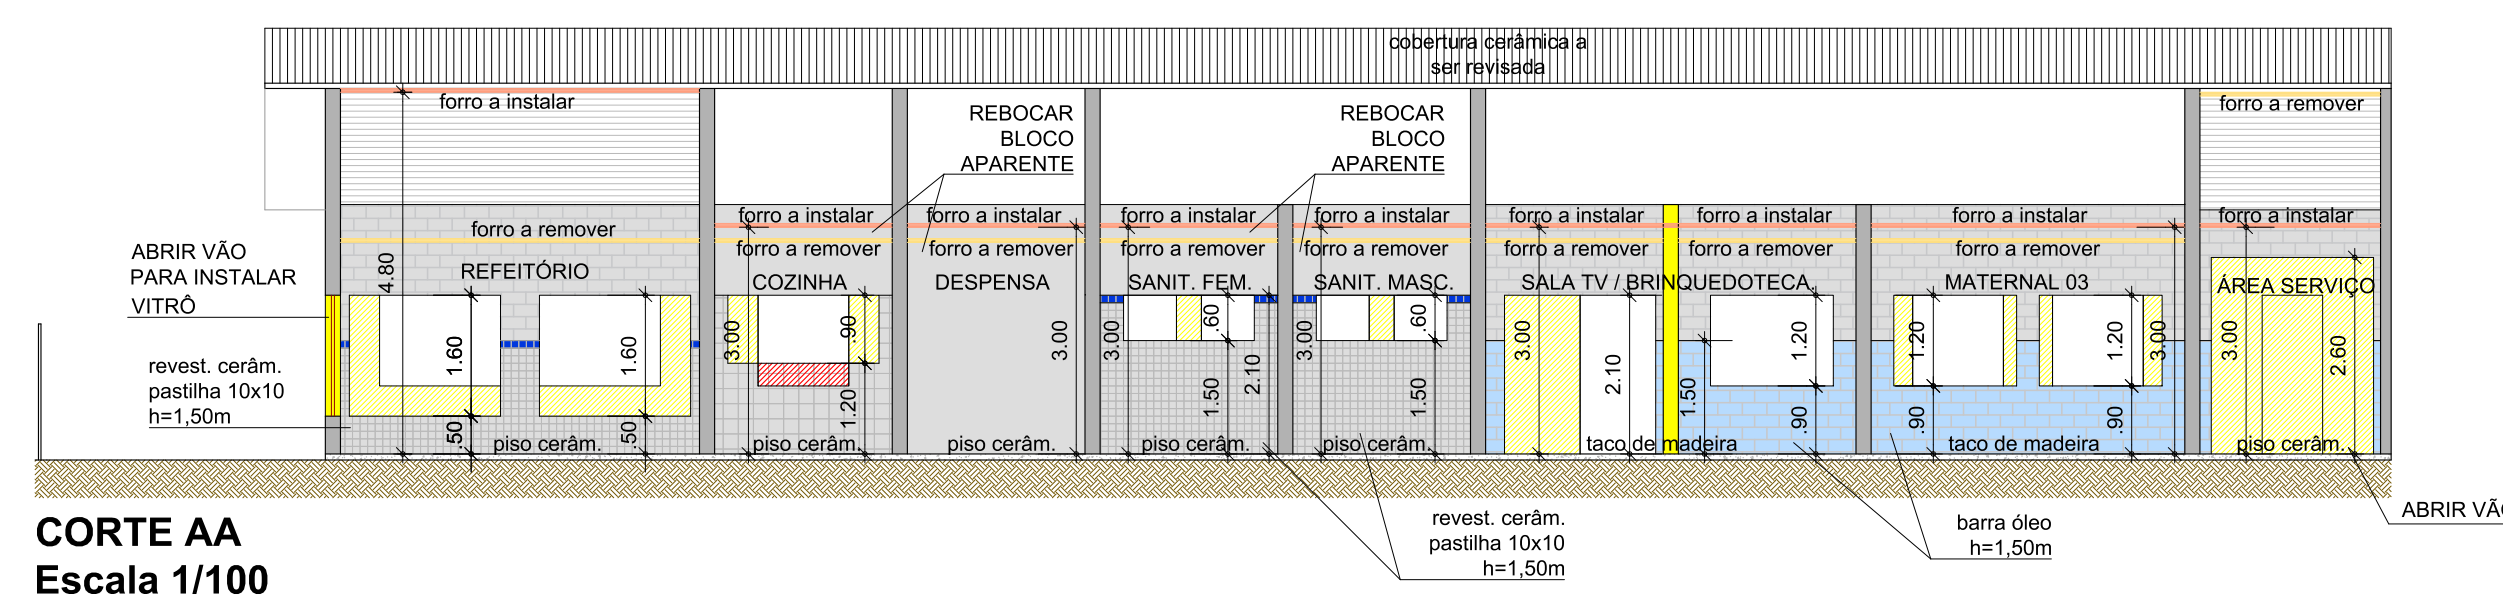 cobertura cerâmica a
ser revisada
forro a instalar
forro a remover
REBOCAR
BLOCO
APARENTE
REBOCAR
BLOCO
APARENTE
forro a instalar
forro a instalar
forro a instalar
forro a instalar
forro a instalar
forro a instalar
forro a instalar
forro a instalar
forro a remover
forro a remover
forro a remover
forro a remover
forro a remover
forro a remover
forro a remover
forro a remover
ABRIR VÃO
PARA INSTALAR
VITRÔ
4.80
REFEITÓRIO
COZINHA
DESPENSA
SANIT. FEM.
SANIT. MASC.
SALA TV / BRINQUEDOTECA
MATERNAL 03
ÁREA SERVIÇO
revest. cerâm.
pastilha 10x10
h=1,50m
1.60
1.60
3.00
.90
3.00
3.00
.60
3.00
.60
3.00
1.20
1.20
1.20
3.00
3.00
2.60
.50
.50
1.20
1.50
2.10
1.50
2.10
1.50
.90
.90
.90
piso cerâm.
piso cerâm.
piso cerâm.
piso cerâm.
piso cerâm.
taco de madeira
taco de madeira
piso cerâm.
CORTE AA
Escala 1/100
revest. cerâm.
pastilha 10x10
h=1,50m
barra óleo
h=1,50m
ABRIR